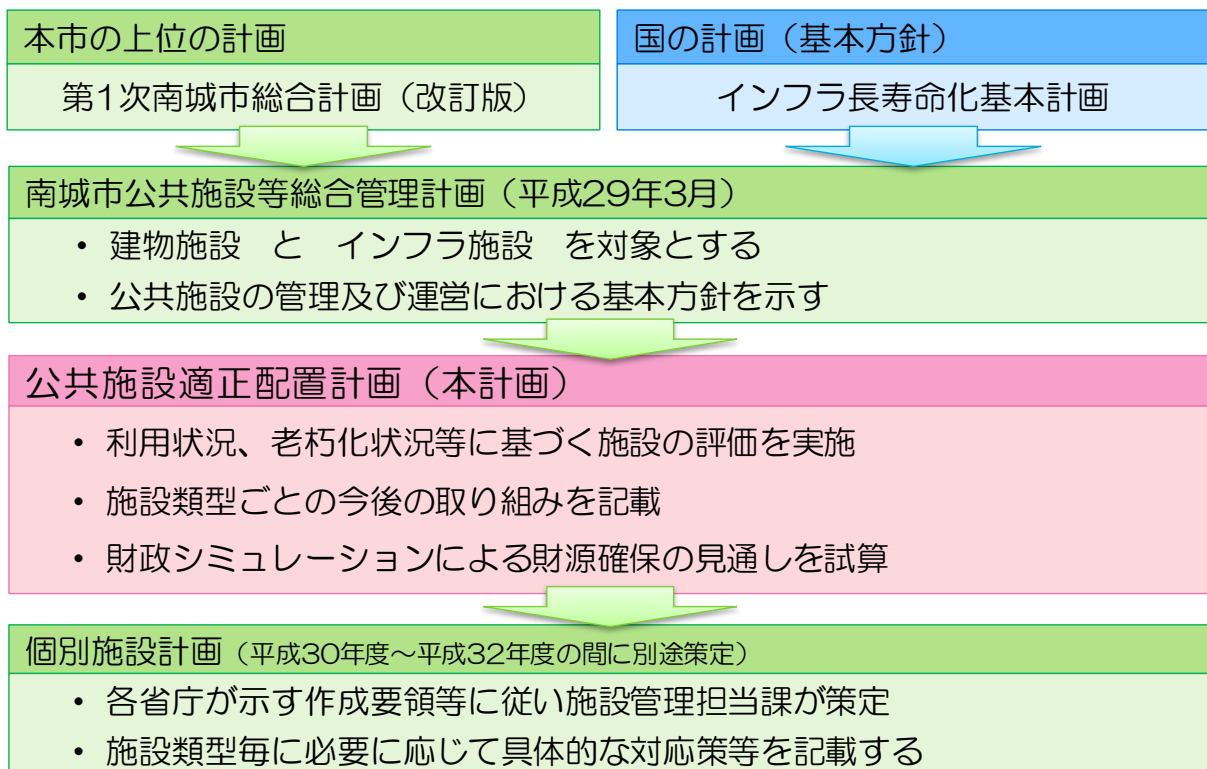 本市の上位の計画
第1次南城市総合計画（改訂版）
国の計画（基本方針）
インフラ長寿命化基本計画
南城市公共施設等総合管理計画（平成29年3月）
• 建物施設　と　インフラ施設　を対象とする
• 公共施設の管理及び運営における基本方針を示す
公共施設適正配置計画（本計画）
• 利用状況、老朽化状況等に基づく施設の評価を実施
• 施設類型ごとの今後の取り組みを記載
• 財政シミュレーションによる財源確保の見通しを試算
個別施設計画（平成30年度～平成32年度の間に別途策定）
• 各省庁が示す作成要領等に従い施設管理担当課が策定
• 施設類型毎に必要に応じて具体的な対応策等を記載する